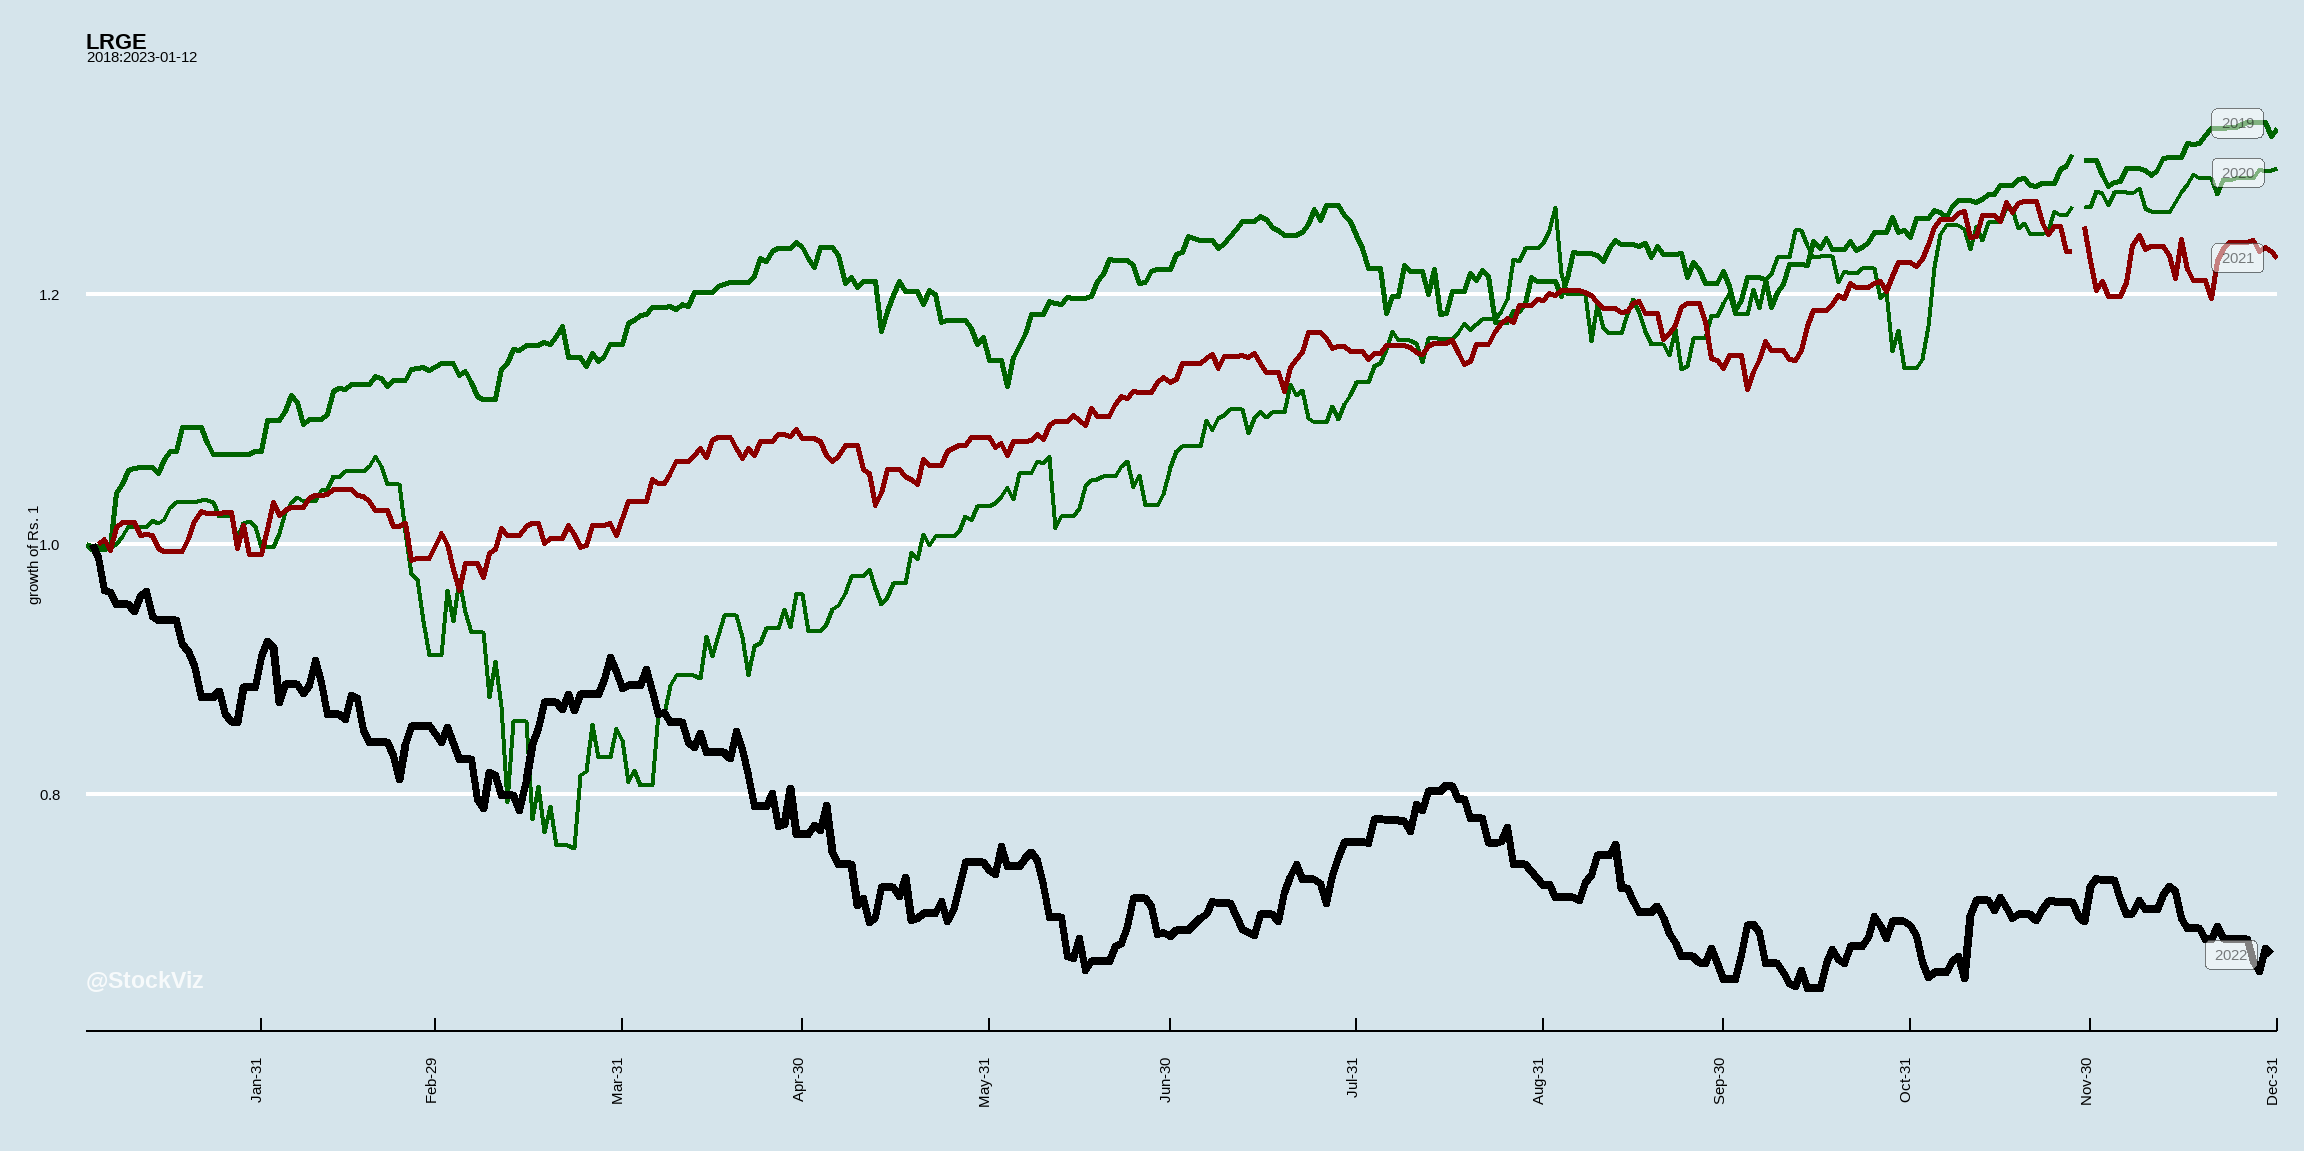 LRGE
2018:2023-01-12
2019
2020
2021
2022
1.2
1.0
0.8
growth of Rs. 1
@StockViz
Jan-31
Feb-29
Mar-31
Apr-30
May-31
Jun-30
Jul-31
Aug-31
Sep-30
Oct-31
Nov-30
Dec-31